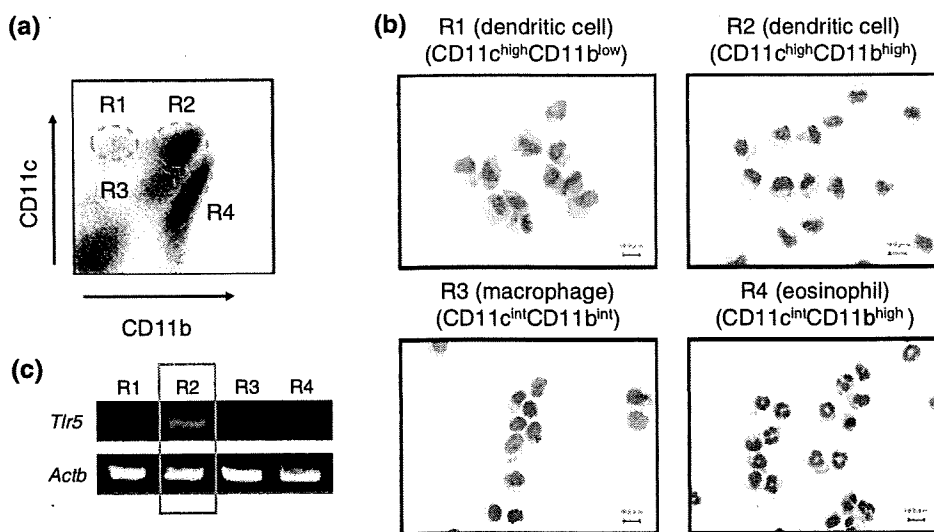 (a)
CD11c
R1
R2
R3
R4
CD11b
(b)
R1 (dendritic cell)
(CD11c^high CD11b^low)
R2 (dendritic cell)
(CD11c^high CD11b^high)
R3 (macrophage)
(CD11c^int CD11b^int)
R4 (eosinophil)
(CD11c^int CD11b^high)
(c)
R1 R2 R3 R4
Tlr5
Actb